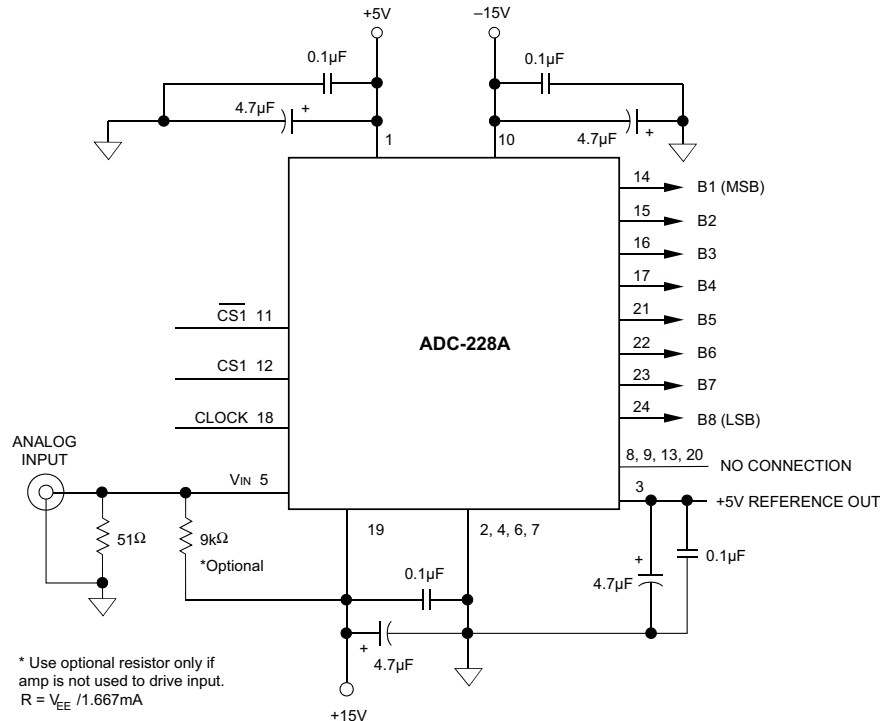 +5V
–15V
0.1µF
0.1µF
4.7µF +
4.7µF +
1
10
14 B1 (MSB)
15 B2
16 B3
17 B4
CS1 11
21 B5
ADC-228A
22 B6
CS1 12
23 B7
24 B8 (LSB)
CLOCK 18
ANALOG
INPUT
8, 9, 13, 20 NO CONNECTION
VIN 5
3 +5V REFERENCE OUT
51Ω
9kΩ
*Optional
19
2, 4, 6, 7
0.1µF
+
4.7µF
0.1µF
+
4.7µF
* Use optional resistor only if
amp is not used to drive input.
R = VEE /1.667mA
+15V